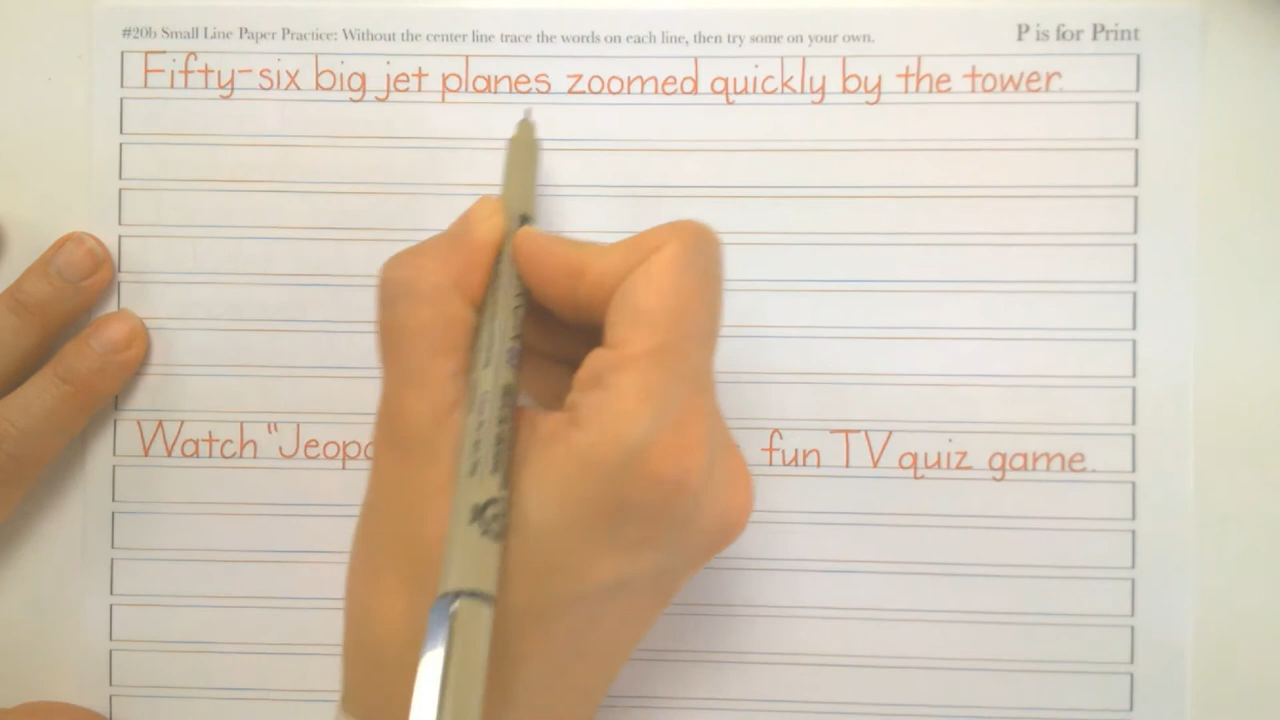 #20b Small Line Paper Practice: Without the center line trace the words on each line, then try some on your own.
P is for Print
Fifty-six big jet planes zoomed quickly by the tower.
Watch fun TV quiz game.